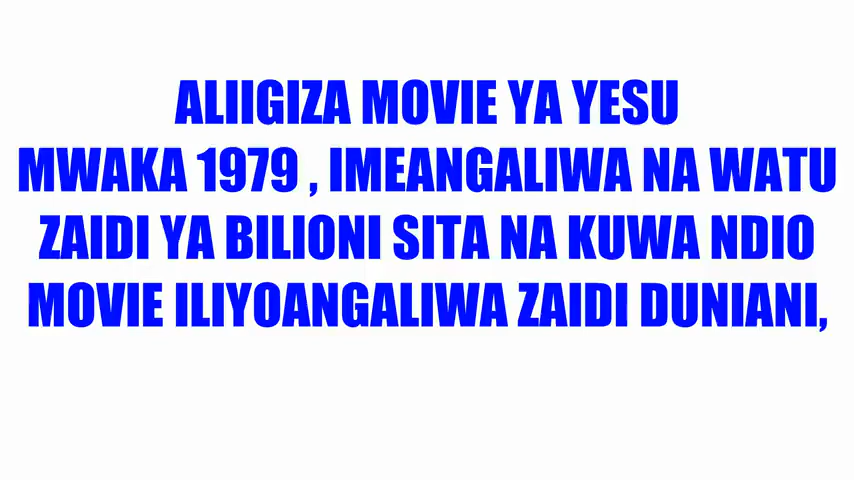 ALIIGIZA MOVIE YA YESU
MWAKA 1979 , IMEANGALIWA NA WATU
ZAIDI YA BILIONI SITA NA KUWA NDIO
MOVIE ILIYOANGALIWA ZAIDI DUNIANI,